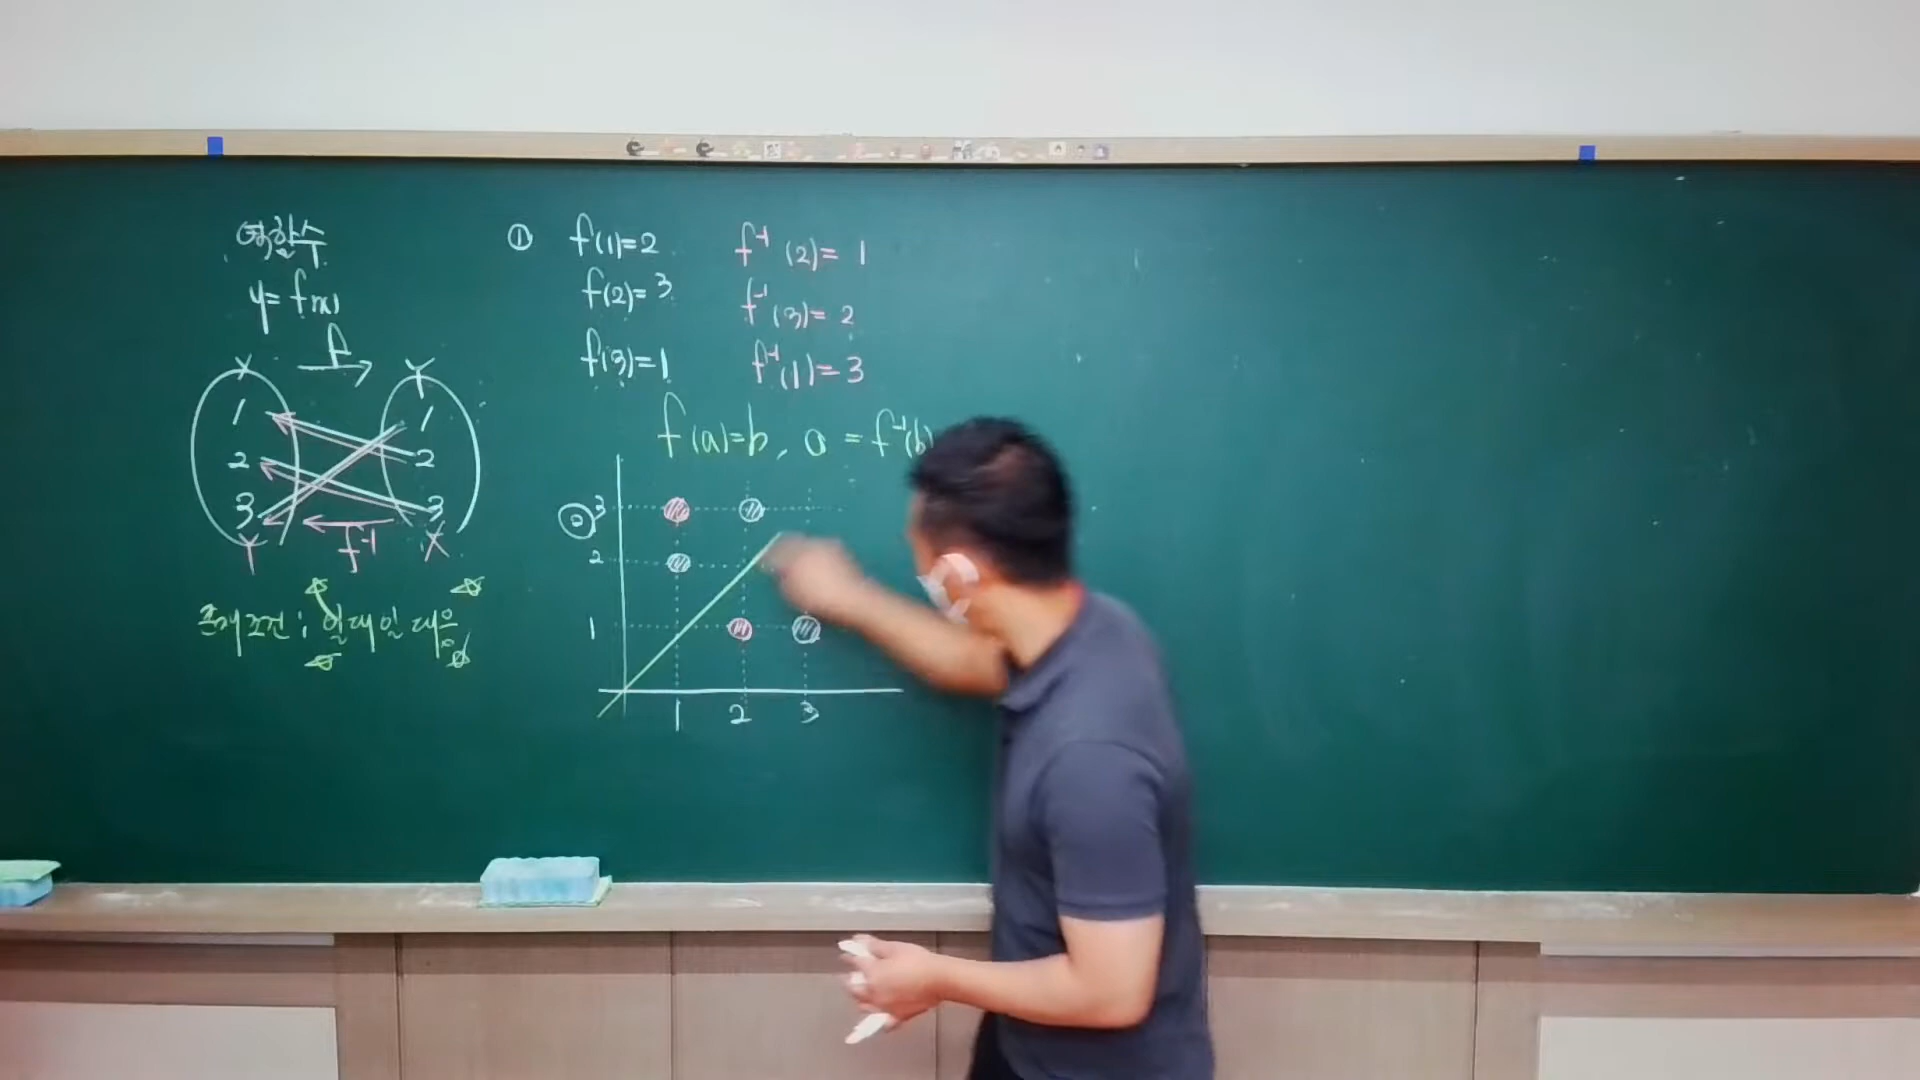 역함수
y = f(x)
f
X Y
1 1
2 2
3 3
Y f⁻¹ X
존재조건 : 일대일 대응
① f(1)=2 f⁻¹(2)=1
f(2)=3 f⁻¹(3)=2
f(3)=1 f⁻¹(1)=3
f(a)=b, a = f⁻¹(b)
② 3
2
1
1 2 3